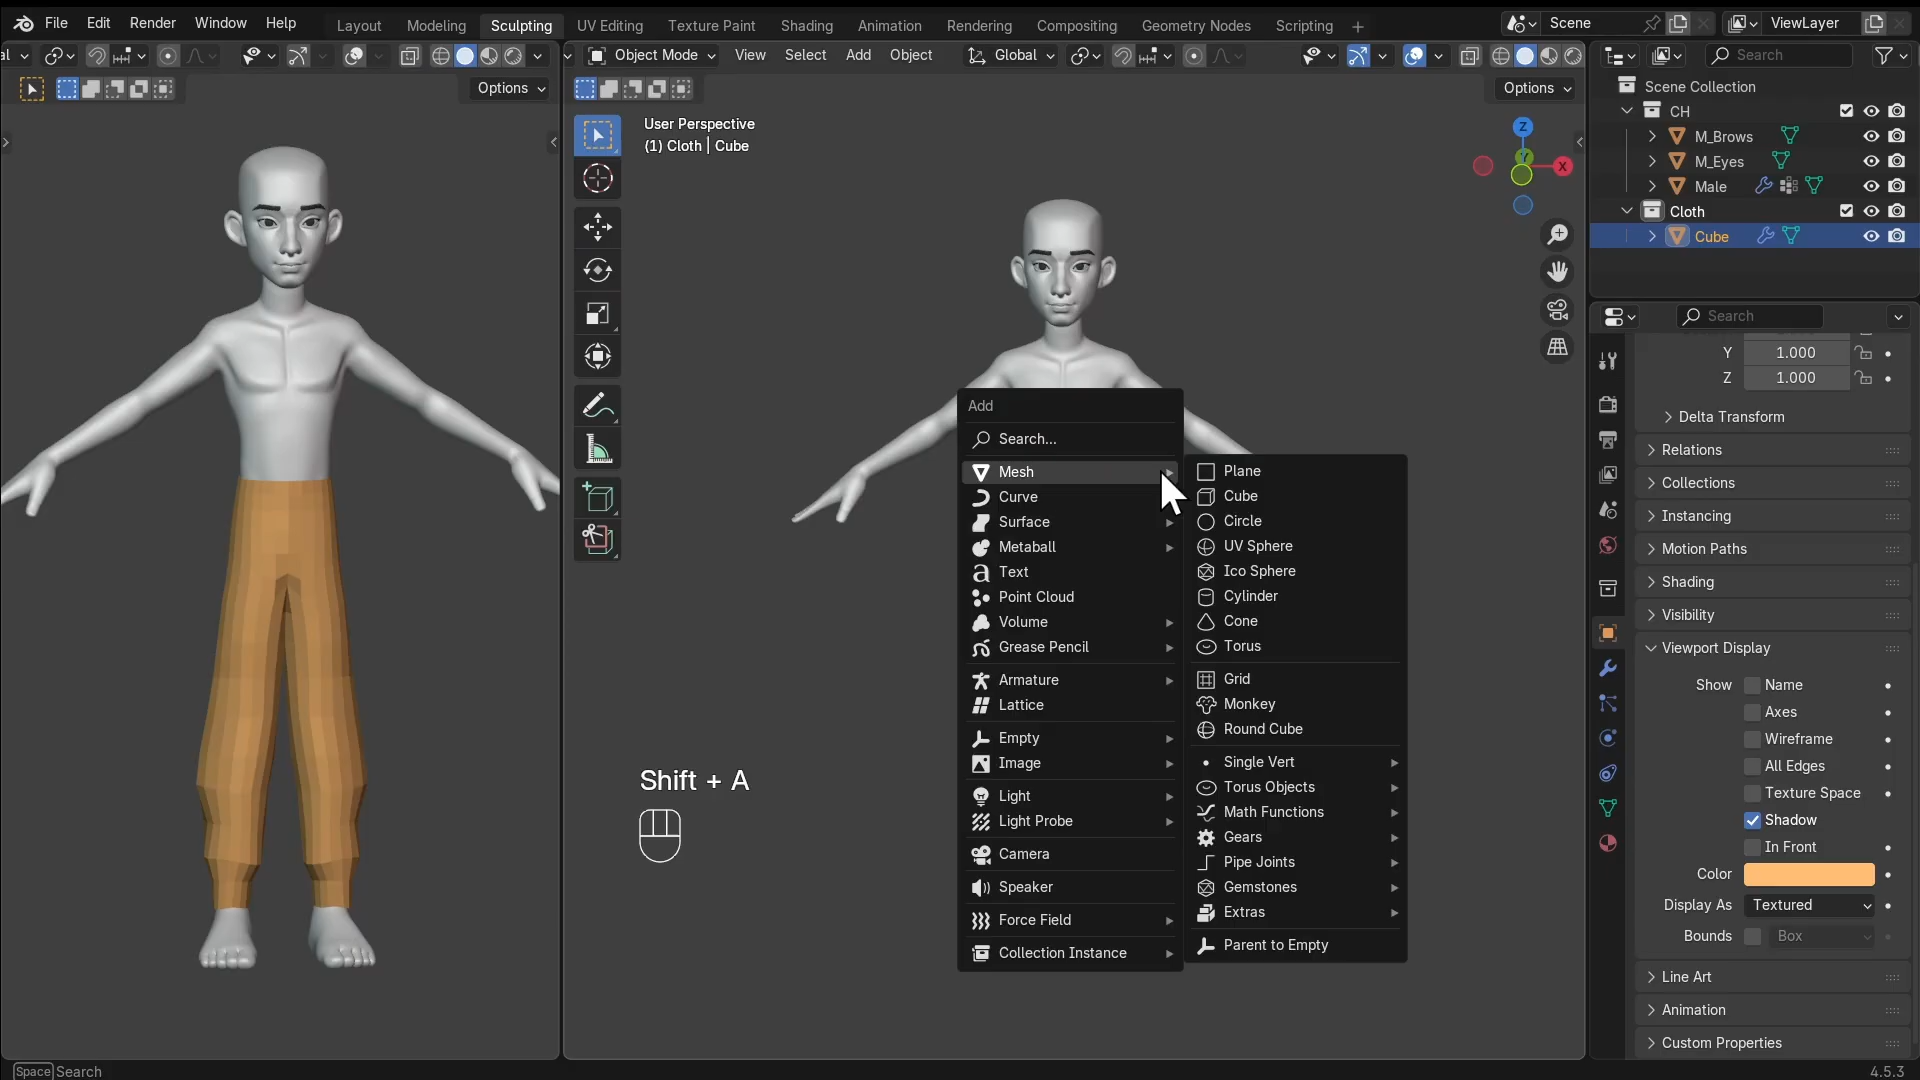 File Edit Render Window Help Layout Modeling Sculpting UV Editing Texture Paint Shading Animation Rendering Compositing Geometry Nodes Scripting + Scene ViewLayer
Object Mode View Select Add Object Global Search
Options Options
User Perspective
(1) Cloth | Cube
Z
Y
X
Scene Collection
CH
M_Brows
M_Eyes
Male
Cloth
Cube
Search
Y 1.000
Z 1.000
Delta Transform
Relations
Collections
Instancing
Motion Paths
Shading
Visibility
Viewport Display
Show Name
Axes
Wireframe
All Edges
Texture Space
Shadow
In Front
Color
Display As Textured
Bounds Box
Line Art
Animation
Custom Properties
Add
Search...
Mesh
Curve
Surface
Metaball
Text
Point Cloud
Volume
Grease Pencil
Armature
Lattice
Empty
Image
Light
Light Probe
Camera
Speaker
Force Field
Collection Instance
Plane
Cube
Circle
UV Sphere
Ico Sphere
Cylinder
Cone
Torus
Grid
Monkey
Round Cube
Single Vert
Torus Objects
Math Functions
Gears
Pipe Joints
Gemstones
Extras
Parent to Empty
Shift + A
Space Search
4.5.3